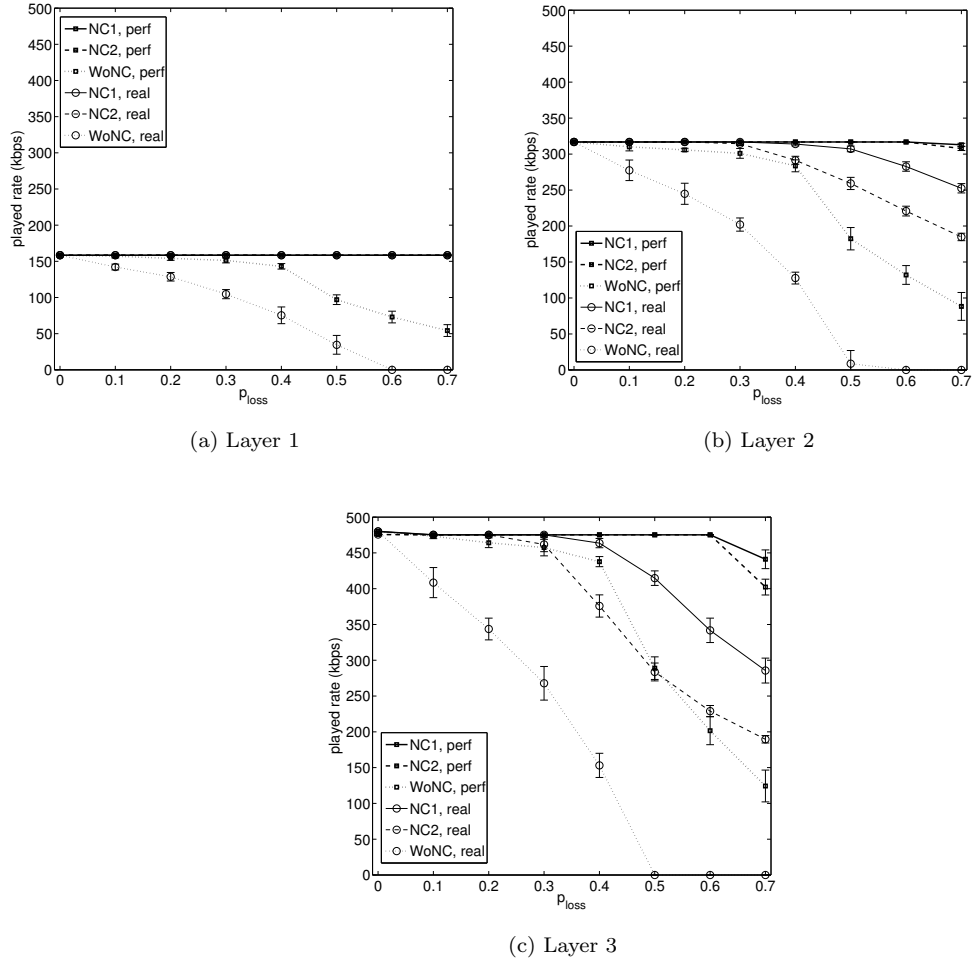 500
450
400
350
300
250
200
150
100
50
0
played rate (kbps)
NC1, perf
NC2, perf
WoNC, perf
NC1, real
NC2, real
WoNC, real
0 0.1 0.2 0.3 0.4 0.5 0.6 0.7
p_loss
(a) Layer 1
500
450
400
350
300
250
200
150
100
50
0
played rate (kbps)
NC1, perf
NC2, perf
WoNC, perf
NC1, real
NC2, real
WoNC, real
0 0.1 0.2 0.3 0.4 0.5 0.6 0.7
p_loss
(b) Layer 2
500
450
400
350
300
250
200
150
100
50
0
played rate (kbps)
NC1, perf
NC2, perf
WoNC, perf
NC1, real
NC2, real
WoNC, real
0 0.1 0.2 0.3 0.4 0.5 0.6 0.7
p_loss
(c) Layer 3